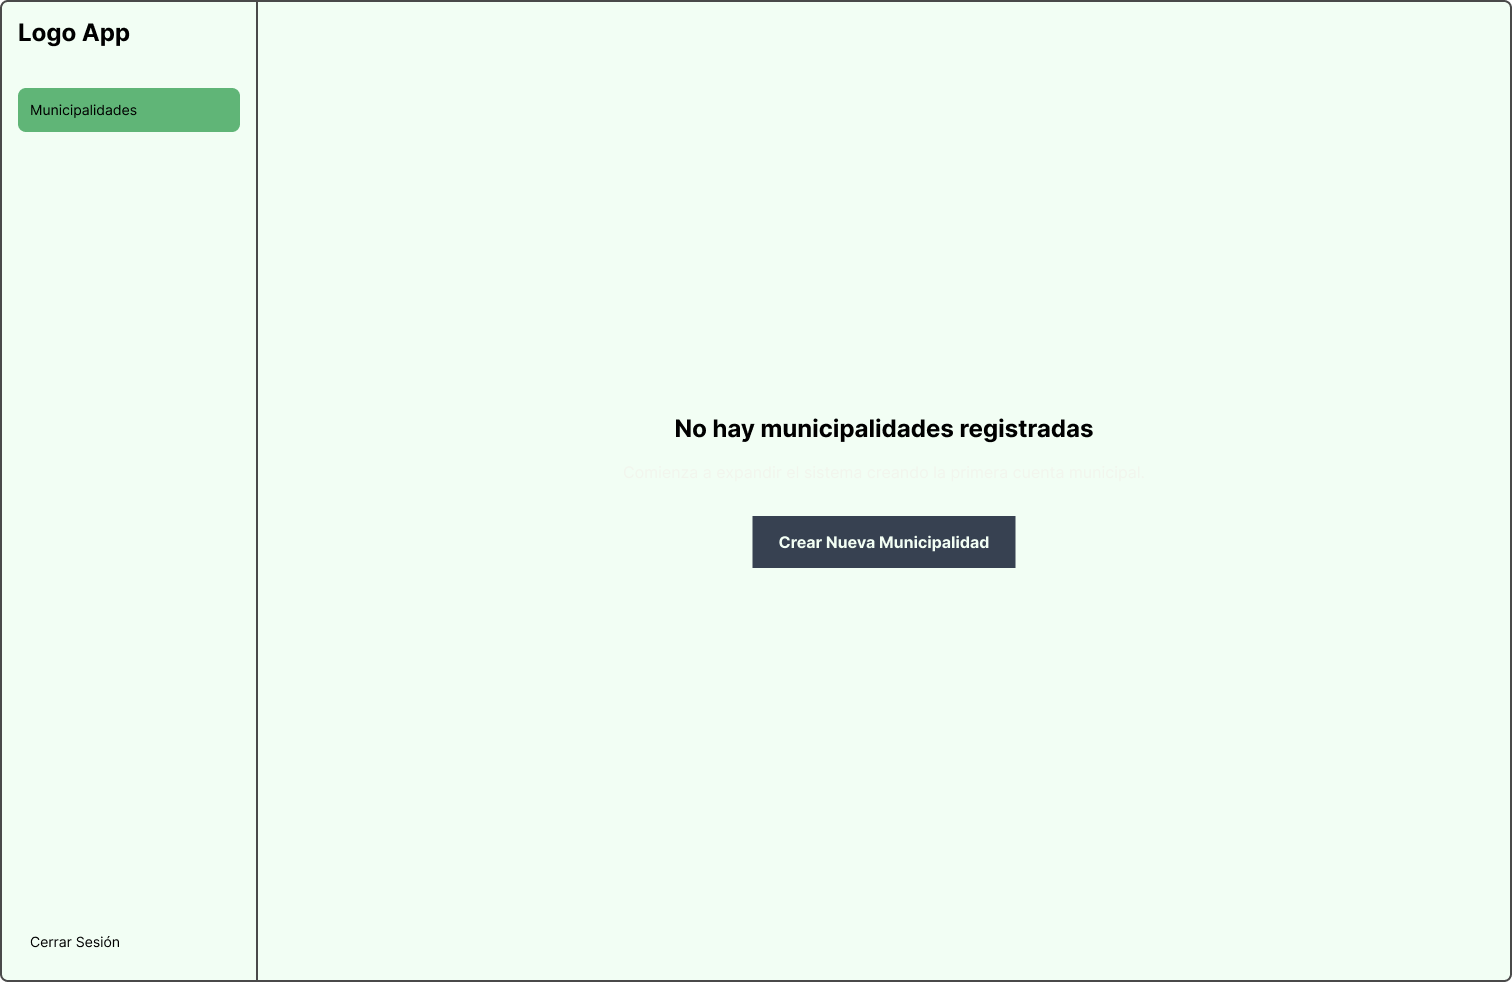 Logo App
Municipalidades
No hay municipalidades registradas
Comienza a expandir el sistema creando la primera cuenta municipal.
Crear Nueva Municipalidad
Cerrar Sesión